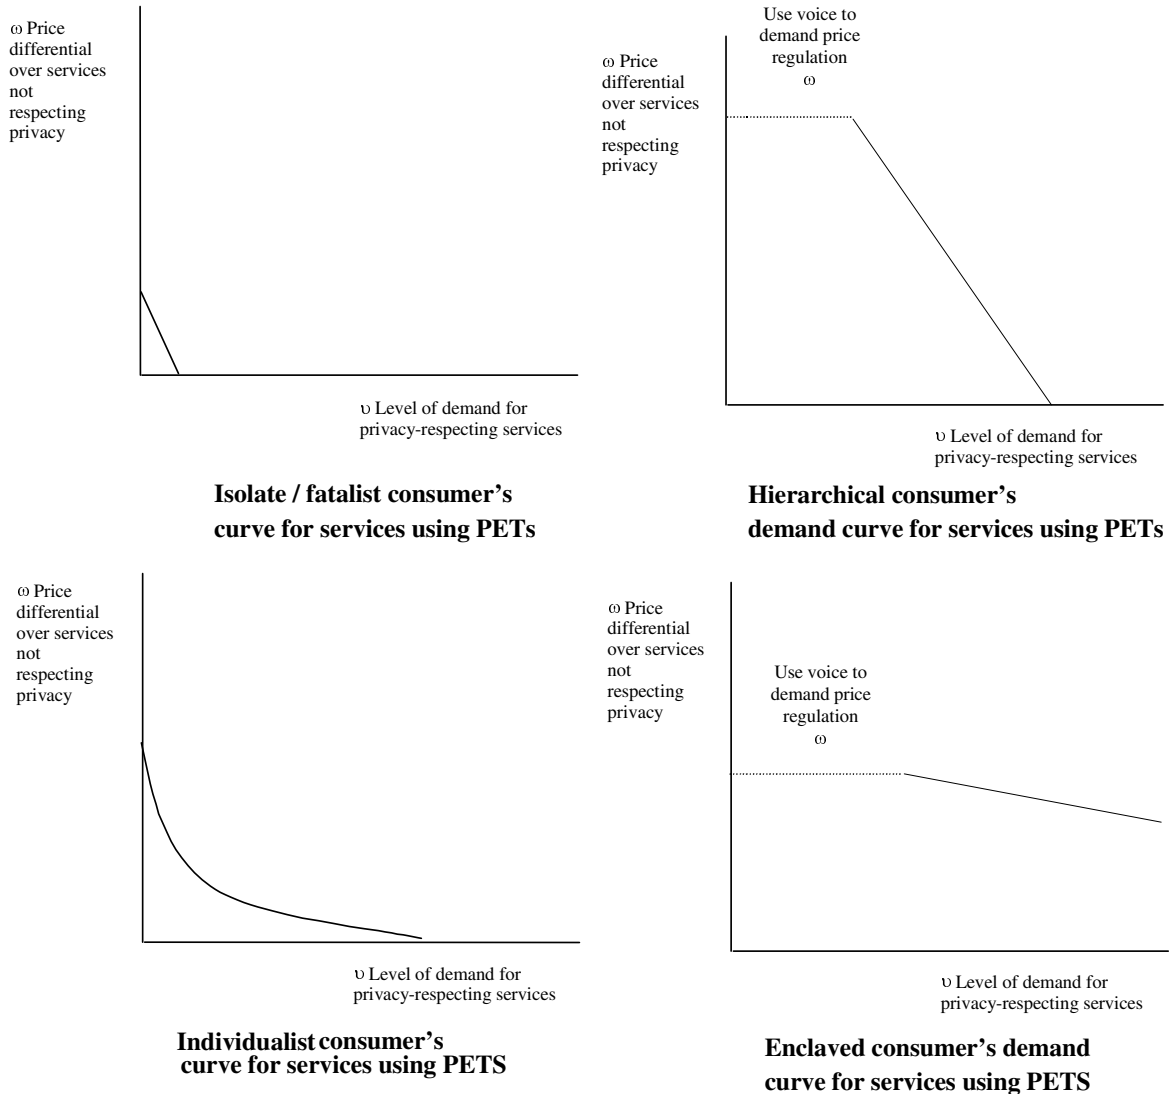 ω Price
differential
over services
not
respecting
privacy
υ Level of demand for
privacy-respecting services
Isolate / fatalist consumer’s
curve for services using PETs
Use voice to
demand price
regulation
ω
ω Price
differential
over services
not
respecting
privacy
υ Level of demand for
privacy-respecting services
Hierarchical consumer’s
demand curve for services using PETs
ω Price
differential
over services
not
respecting
privacy
υ Level of demand for
privacy-respecting services
Individualist consumer’s
curve for services using PETS
ω Price
differential
over services
not
respecting
privacy
Use voice to
demand price
regulation
ω
υ Level of demand for
privacy-respecting services
Enclaved consumer’s demand
curve for services using PETS